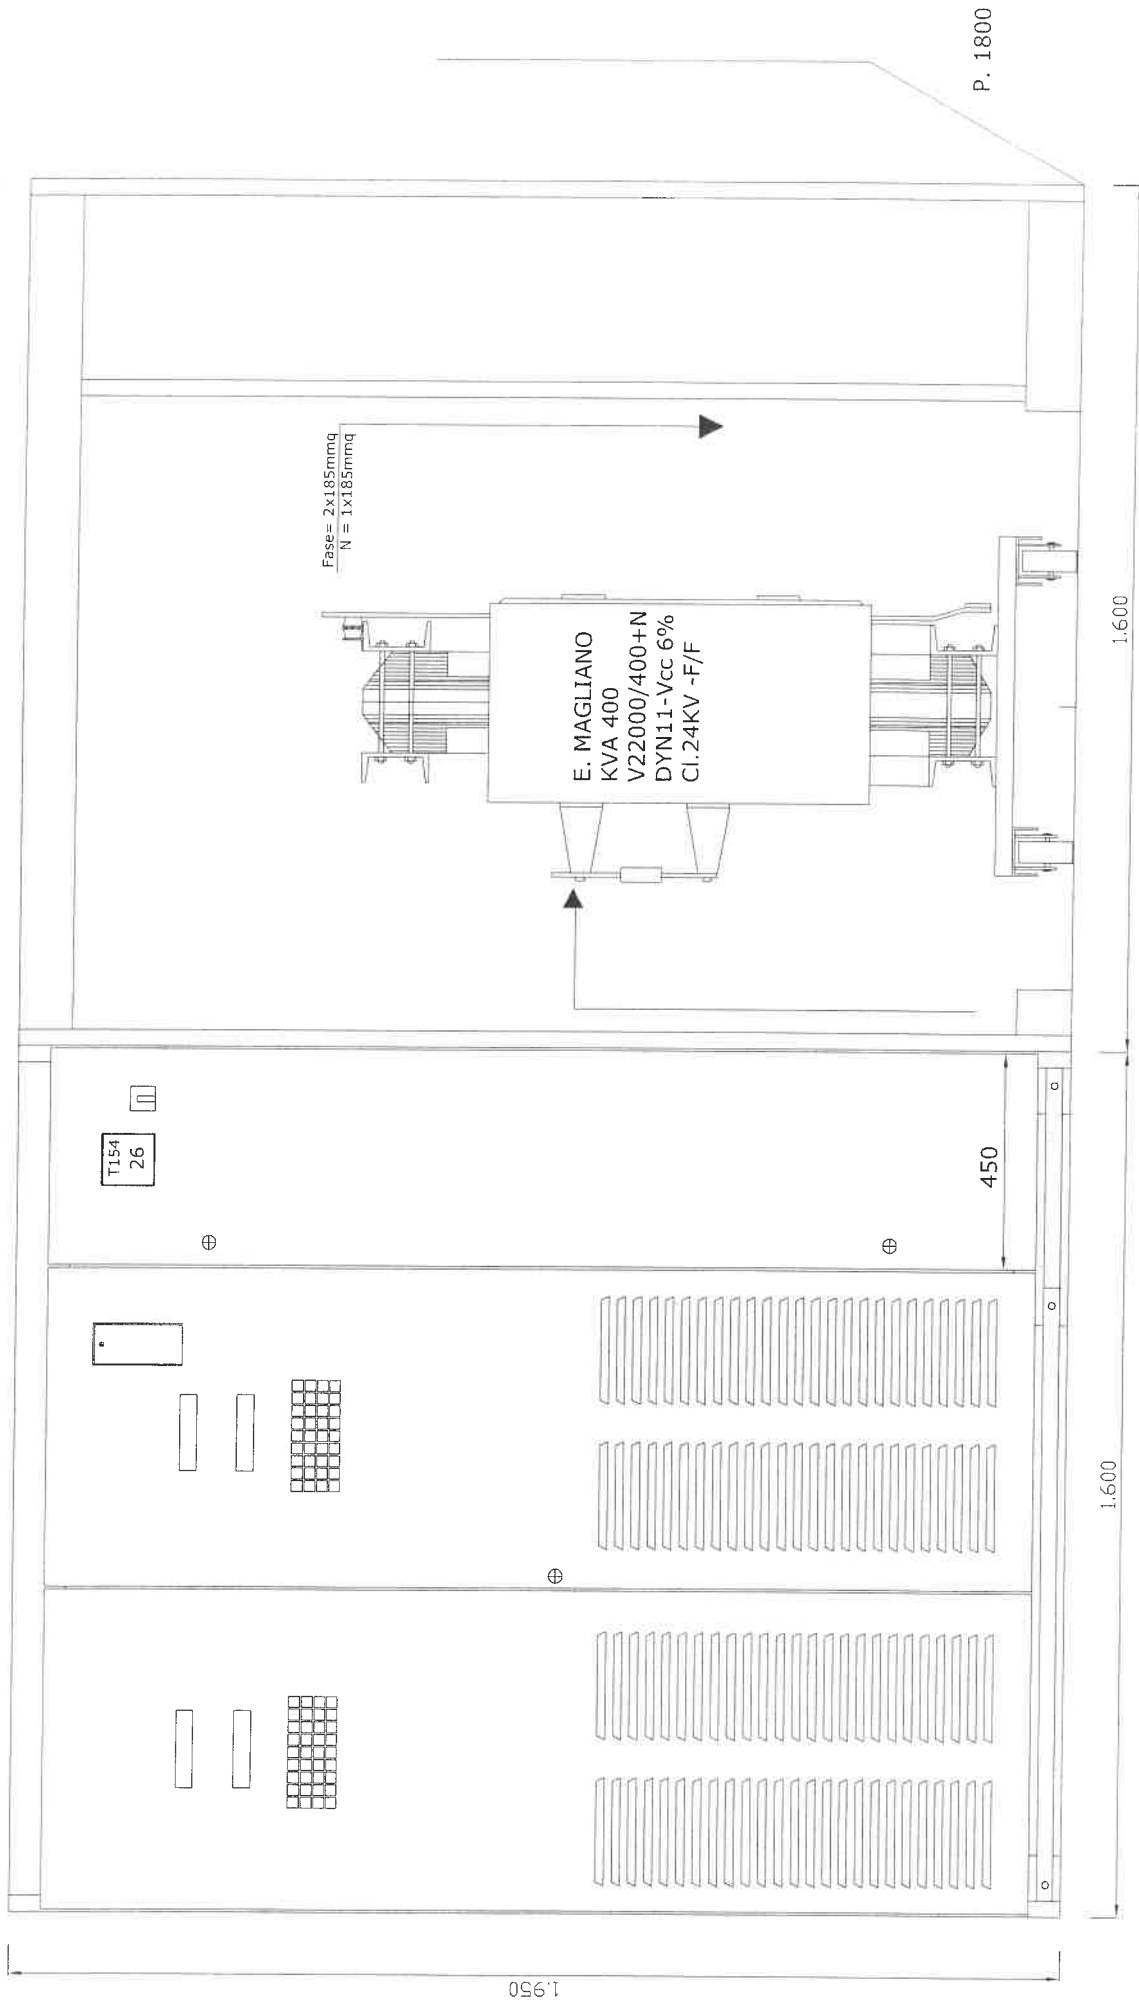 T154
26
Fase= 2x185mmq
N = 1x185mmq
E. MAGLIANO
KVA 400
V22000/400+N
DYN11-Vcc 6%
Cl.24KV -F/F
450
P. 1800
1.950
1.600
1.600